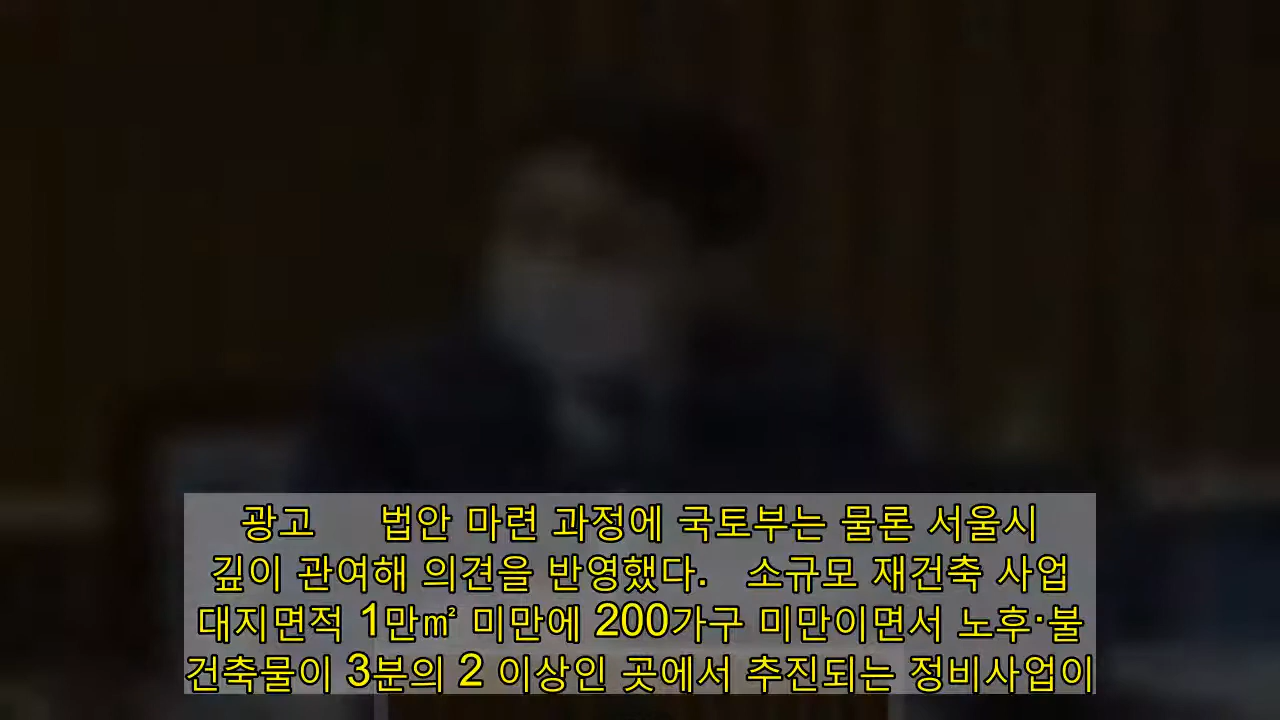 광고 법안 마련 과정에 국토부는 물론 서울시
깊이 관여해 의견을 반영했다. 소규모 재건축 사업
대지면적 1만㎡ 미만에 200가구 미만이면서 노후·불
건축물이 3분의 2 이상인 곳에서 추진되는 정비사업이